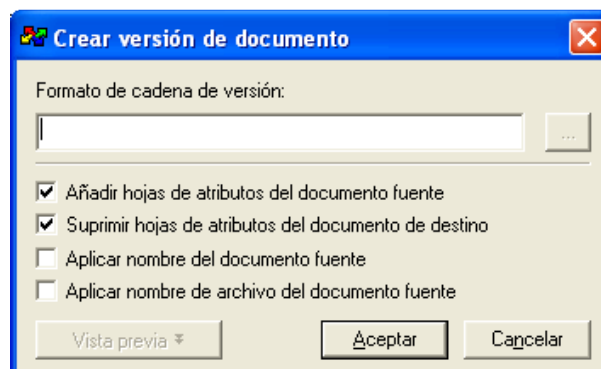 Crear versión de documento
Formato de cadena de versión:
...
Añadir hojas de atributos del documento fuente
Suprimir hojas de atributos del documento de destino
Aplicar nombre del documento fuente
Aplicar nombre de archivo del documento fuente
Vista previa Aceptar Cancelar